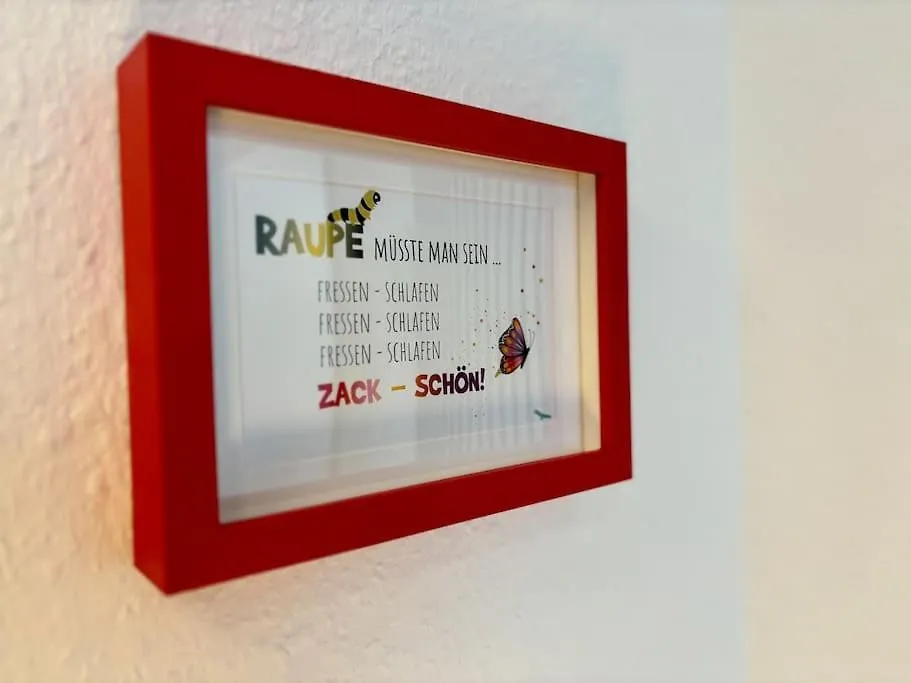 RAUPE MÜSSTE MAN SEIN ...
FRESSEN - SCHLAFEN
FRESSEN - SCHLAFEN
FRESSEN - SCHLAFEN
ZACK - SCHÖN!